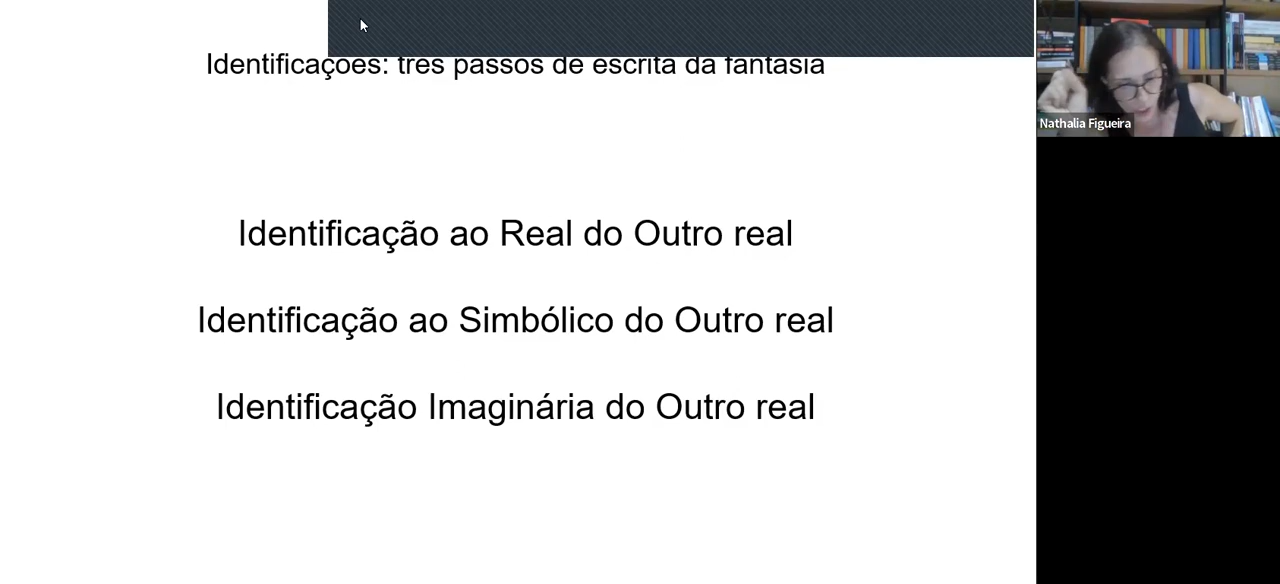 Identificações: três passos de escrita da fantasia
Identificação ao Real do Outro real
Identificação ao Simbólico do Outro real
Identificação Imaginária do Outro real
Nathalia Figueira